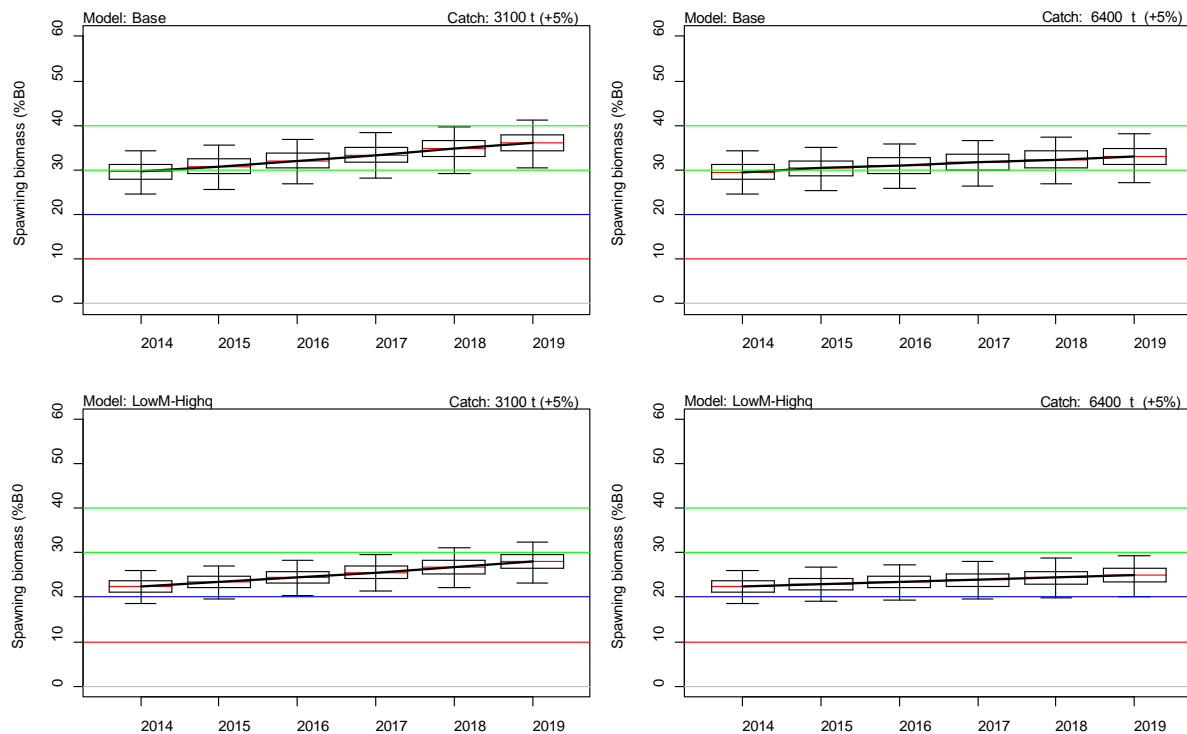 Model: Base Catch: 3100 t (+5%)
Spawning biomass (%B0
60
50
40
30
20
10
0
2014 2015 2016 2017 2018 2019
Model: Base Catch: 6400 t (+5%)
Spawning biomass (%B0
60
50
40
30
20
10
0
2014 2015 2016 2017 2018 2019
Model: LowM-Highq Catch: 3100 t (+5%)
Spawning biomass (%B0
60
50
40
30
20
10
0
2014 2015 2016 2017 2018 2019
Model: LowM-Highq Catch: 6400 t (+5%)
Spawning biomass (%B0
60
50
40
30
20
10
0
2014 2015 2016 2017 2018 2019